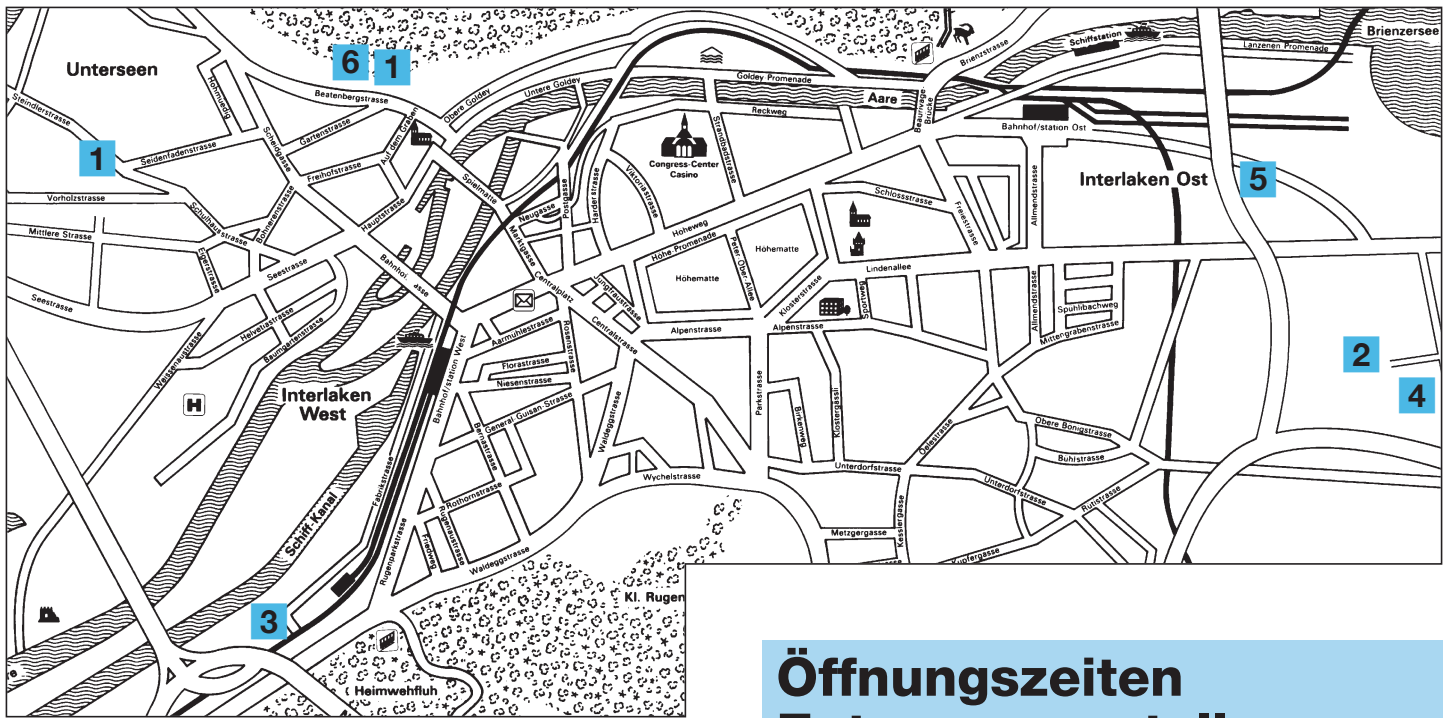 Brienzersee
Schiffstation
Lanzenen Promenade
Brienzstrasse
6
1
Unterseen
Untere Goldey
Goldey Promenade
Beatenbergstrasse
Obere Goldey
Aare
Rohmuedig
Steindlerstrasse
Reckweg
Beaurivage-
Brücke
Gartenstrasse
Auf dem Graben
Scheidgasse
Bahnhof/station Ost
1
Seidenfadenstrasse
Strandbadstrasse
Congress-Center
Casino
Freihofstrasse
Spielmatte
Harderstrasse
Viktoriastrasse
Interlaken Ost
5
Vorholzstrasse
Schulhausstrasse
Bohnerenstrasse
Hauptstrasse
Neugasse
Postgasse
Schlossstrasse
Freiestrasse
Allmendstrasse
Mittlere Strasse
Marktgasse
Höheweg
Höhe-Promenade
Peter-Ober-Allee
Höhematte
Eigerstrasse
Seestrasse
Bahnhofstrasse
Höhematte
Lindenallee
Centralplatz
Jungfraustrasse
Klosterstrasse
Sportweg
Seestrasse
Helvetiastrasse
Baumgartenstrasse
Aarmühlestrasse
Rosenstrasse
Centralstrasse
Alpenstrasse
Alpenstrasse
Allmendstrasse
Spühlibachweg
Mittengrabenstrasse
Weissenaustrasse
Bahnhof/station West
Florastrasse
Niesenstrasse
2
4
H
Interlaken
West
General-Guisan-Strasse
Waldeggstrasse
Parkstrasse
Birkenweg
Klostergässli
Bernastrasse
Oelestrasse
Obere Bönigstrasse
Bühlstrasse
Fabrikstrasse
Wychelstrasse
Unterdorfstrasse
Unterdorfstrasse
Rothornstrasse
Rütistrasse
Schiff-Kanal
Rugenparkstrasse
Rugenaustrasse
Friedweg
Waldeggstrasse
Metzgergasse
Kesslergasse
Kupfergasse
Kl. Rugen
3
Heimwehfluh
Öffnungszeiten